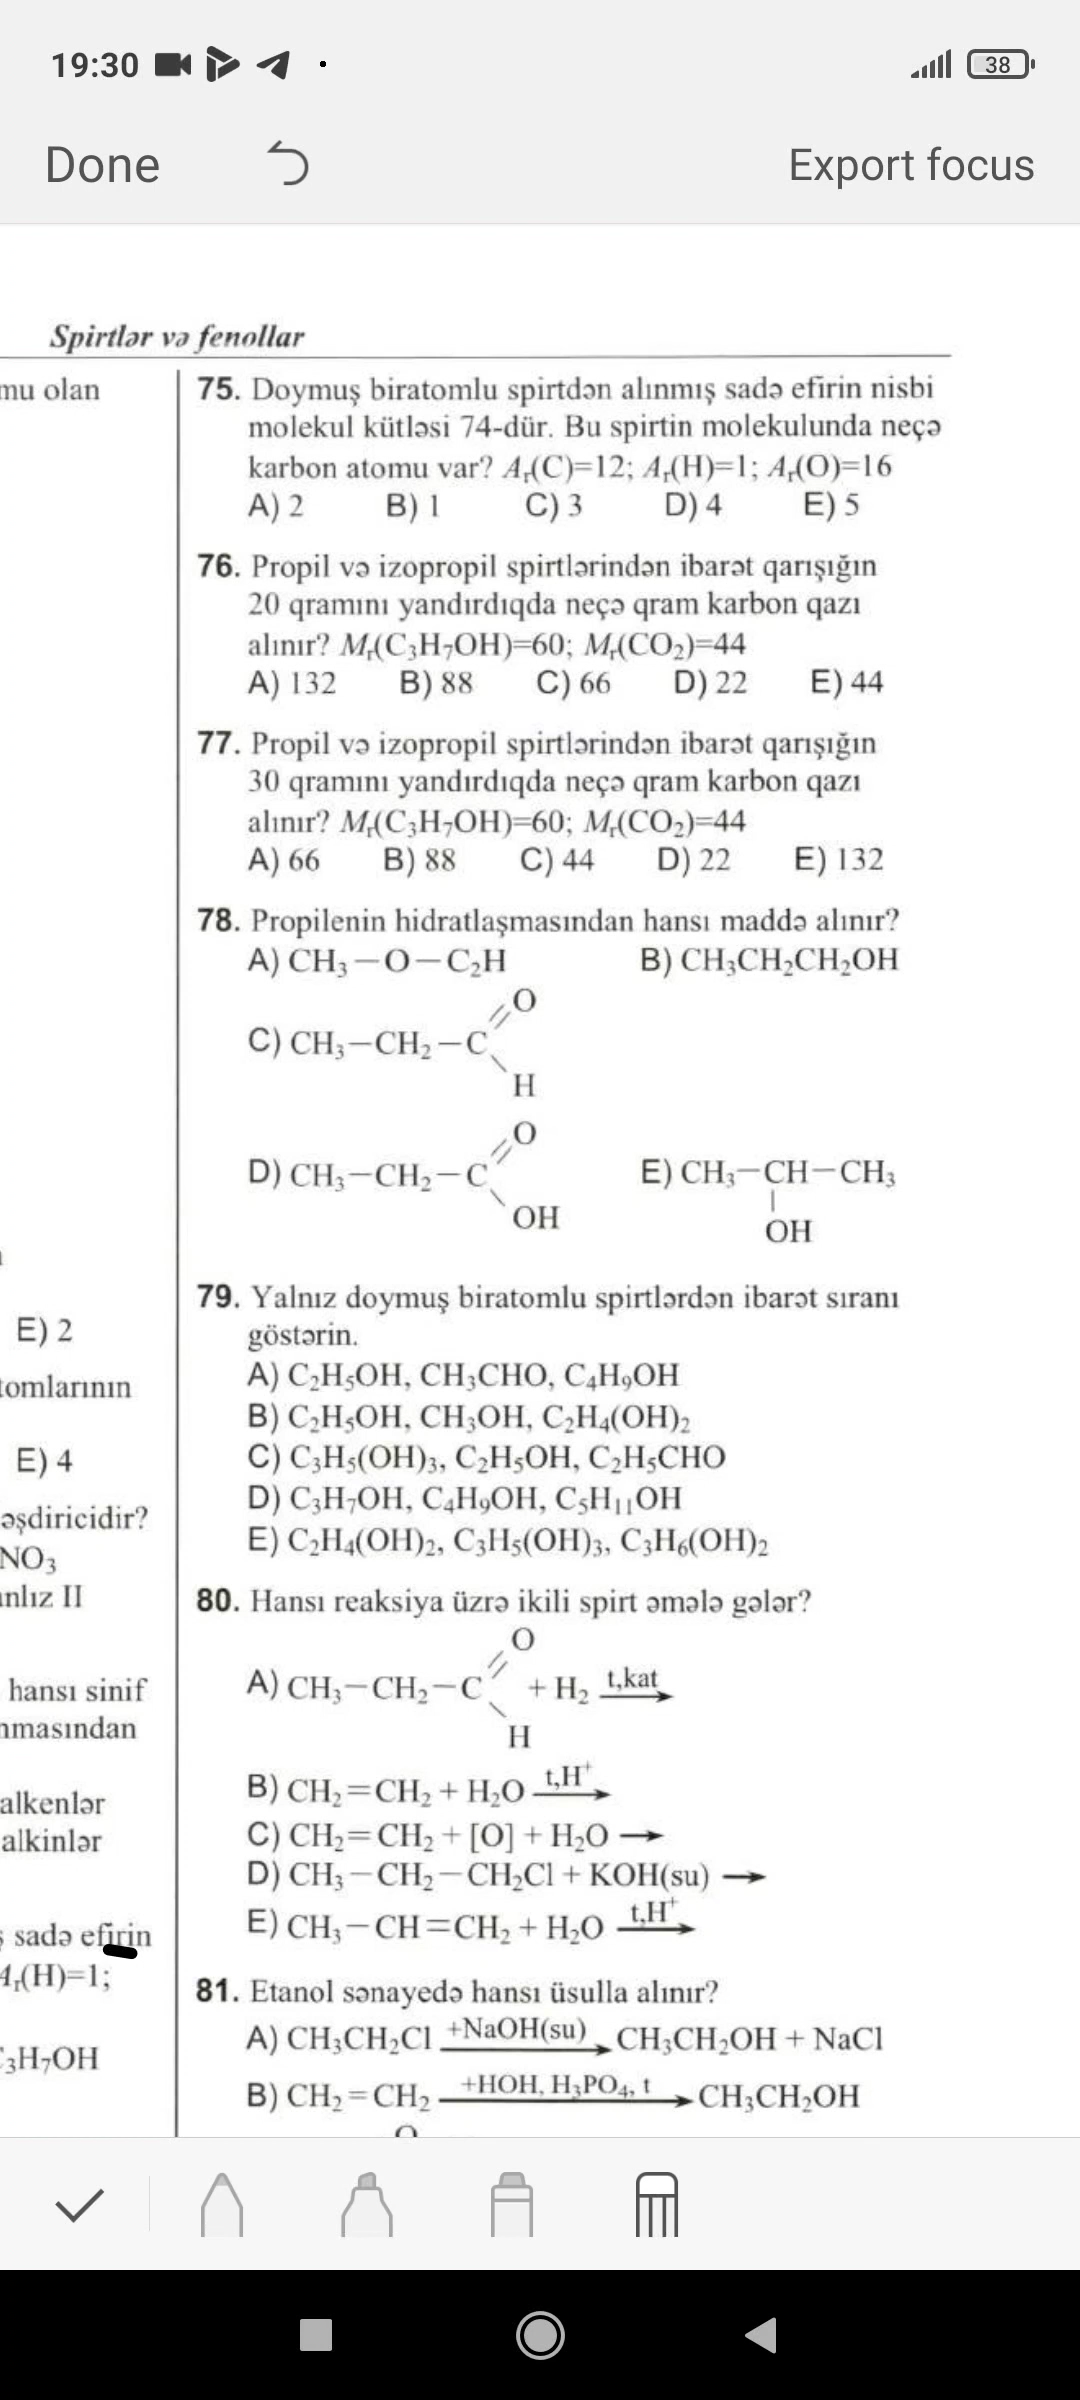 19:30
38
Done
Export focus
Spirtlər və fenollar
mu olan
E) 2
tomlarının
E) 4
əşdiricidir?
NO₃
nlız II
hansı sinif
nmasından
alkenlər
alkinlər
sadə efirin
(H)=1;
₃H₇OH
75. Doymuş biratomlu spirtdən alınmış sadə efirin nisbi
molekul kütləsi 74-dür. Bu spirtin molekulunda neçə
karbon atomu var? Aᵣ(C)=12; Aᵣ(H)=1; Aᵣ(O)=16
A) 2 B) 1 C) 3 D) 4 E) 5
76. Propil və izopropil spirtlərindən ibarət qarışığın
20 qramını yandırdıqda neçə qram karbon qazı
alınır? Mᵣ(C₃H₇OH)=60; Mᵣ(CO₂)=44
A) 132 B) 88 C) 66 D) 22 E) 44
77. Propil və izopropil spirtlərindən ibarət qarışığın
30 qramını yandırdıqda neçə qram karbon qazı
alınır? Mᵣ(C₃H₇OH)=60; Mᵣ(CO₂)=44
A) 66 B) 88 C) 44 D) 22 E) 132
78. Propilenin hidratlaşmasından hansı maddə alınır?
A) CH₃–O–C₂H B) CH₃CH₂CH₂OH
O
C) CH₃–CH₂–C
H
O
D) CH₃–CH₂–C E) CH₃–CH–CH₃
OH OH
79. Yalnız doymuş biratomlu spirtlərdən ibarət sıranı
göstərin.
A) C₂H₅OH, CH₃CHO, C₄H₉OH
B) C₂H₅OH, CH₃OH, C₂H₄(OH)₂
C) C₃H₅(OH)₃, C₂H₅OH, C₂H₅CHO
D) C₃H₇OH, C₄H₉OH, C₅H₁₁OH
E) C₂H₄(OH)₂, C₃H₅(OH)₃, C₃H₆(OH)₂
80. Hansı reaksiya üzrə ikili spirt əmələ gələr?
O
A) CH₃–CH₂–C + H₂ t,kat→
H
B) CH₂=CH₂ + H₂O t,H⁺→
C) CH₂=CH₂ + [O] + H₂O →
D) CH₃–CH₂–CH₂Cl + KOH(su) →
E) CH₃–CH=CH₂ + H₂O t,H⁺→
81. Etanol sənayedə hansı üsulla alınır?
A) CH₃CH₂Cl +NaOH(su)→ CH₃CH₂OH + NaCl
B) CH₂=CH₂ +HOH, H₃PO₄, t→ CH₃CH₂OH